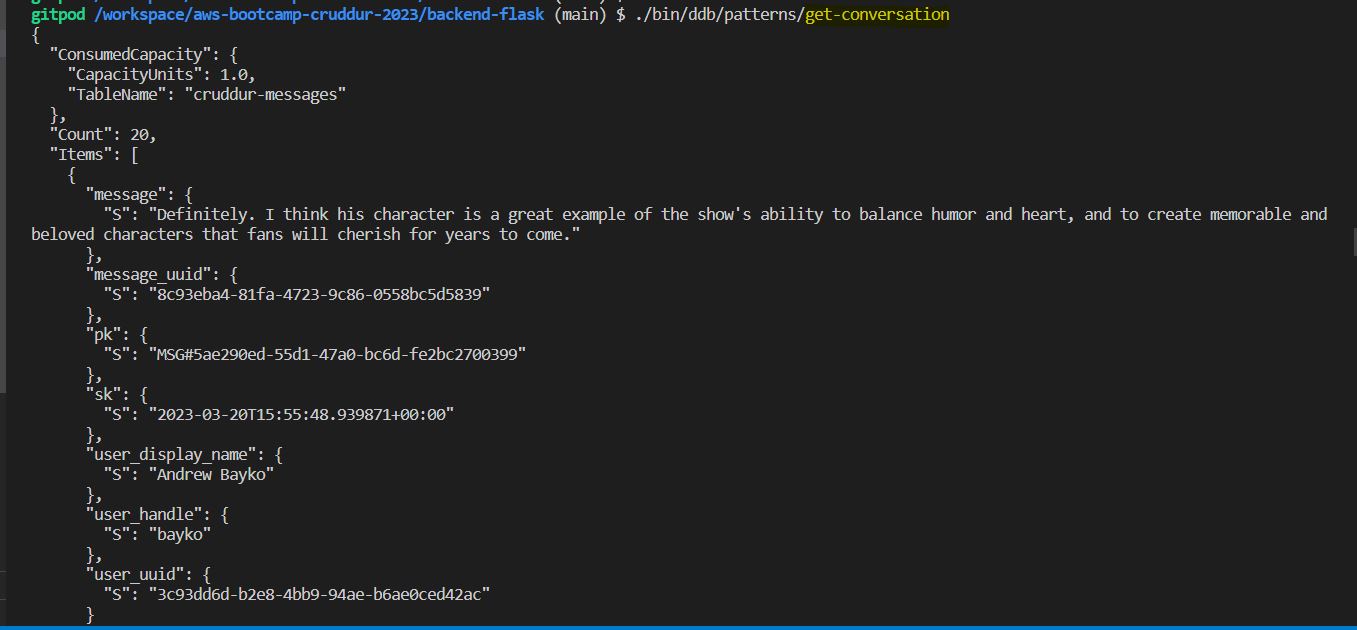 gitpod /workspace/aws-bootcamp-cruddur-2023/backend-flask (main) $ ./bin/ddb/patterns/get-conversation
{
  "ConsumedCapacity": {
    "CapacityUnits": 1.0,
    "TableName": "cruddur-messages"
  },
  "Count": 20,
  "Items": [
    {
      "message": {
        "S": "Definitely. I think his character is a great example of the show's ability to balance humor and heart, and to create memorable and
beloved characters that fans will cherish for years to come."
      },
      "message_uuid": {
        "S": "8c93eba4-81fa-4723-9c86-0558bc5d5839"
      },
      "pk": {
        "S": "MSG#5ae290ed-55d1-47a0-bc6d-fe2bc2700399"
      },
      "sk": {
        "S": "2023-03-20T15:55:48.939871+00:00"
      },
      "user_display_name": {
        "S": "Andrew Bayko"
      },
      "user_handle": {
        "S": "bayko"
      },
      "user_uuid": {
        "S": "3c93dd6d-b2e8-4bb9-94ae-b6ae0ced42ac"
      }